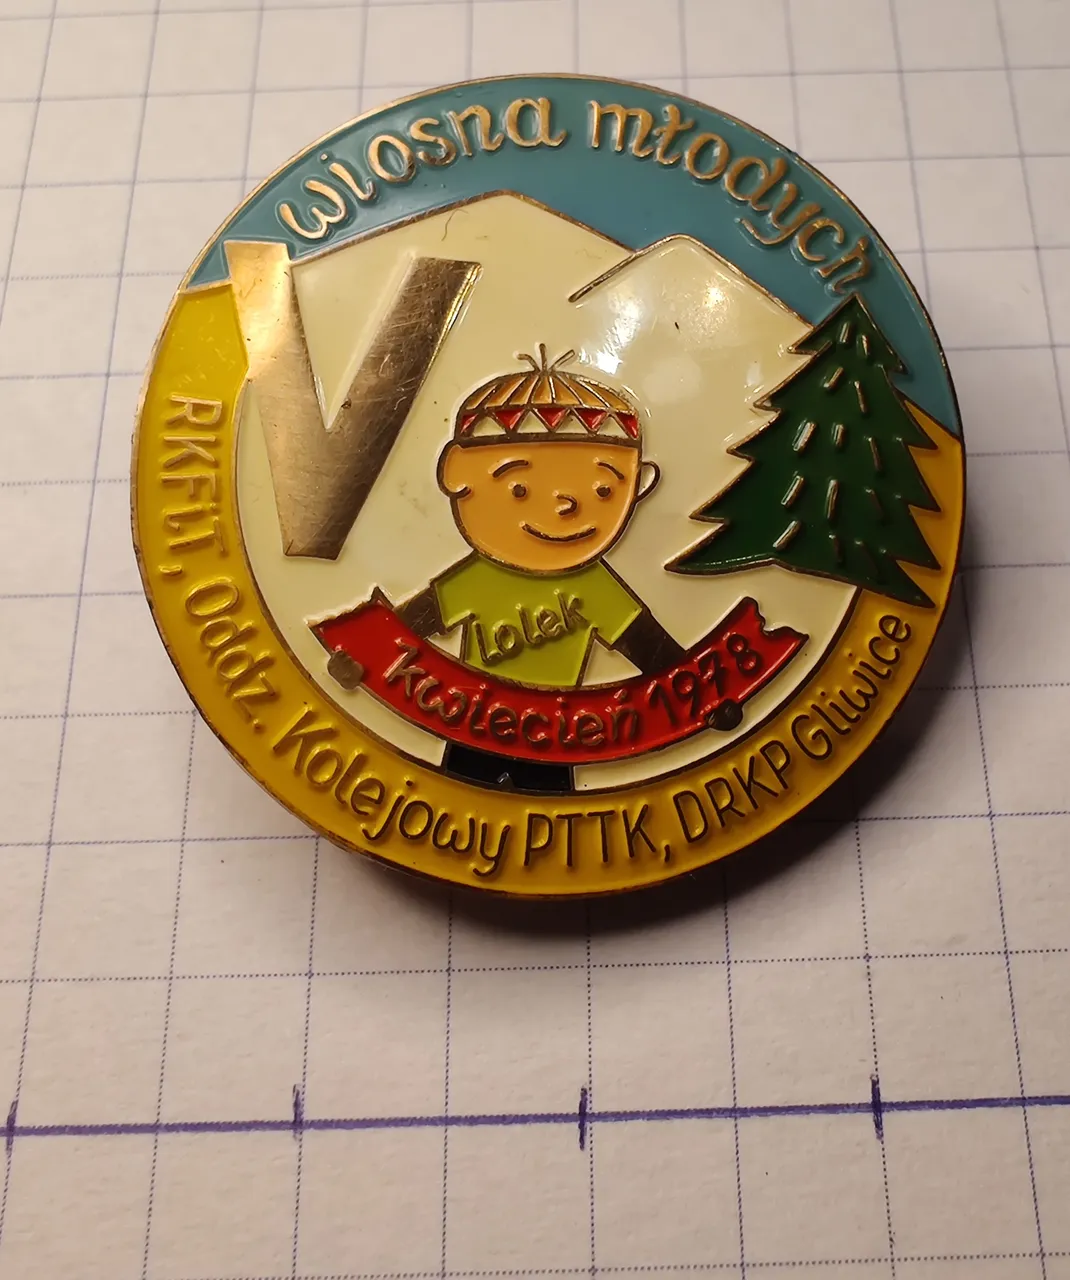 wiosna młodych
V
Lolek
kwiecień 1978
RKFiT, Oddz. Kolejowy PTTK, DRKP Gliwice